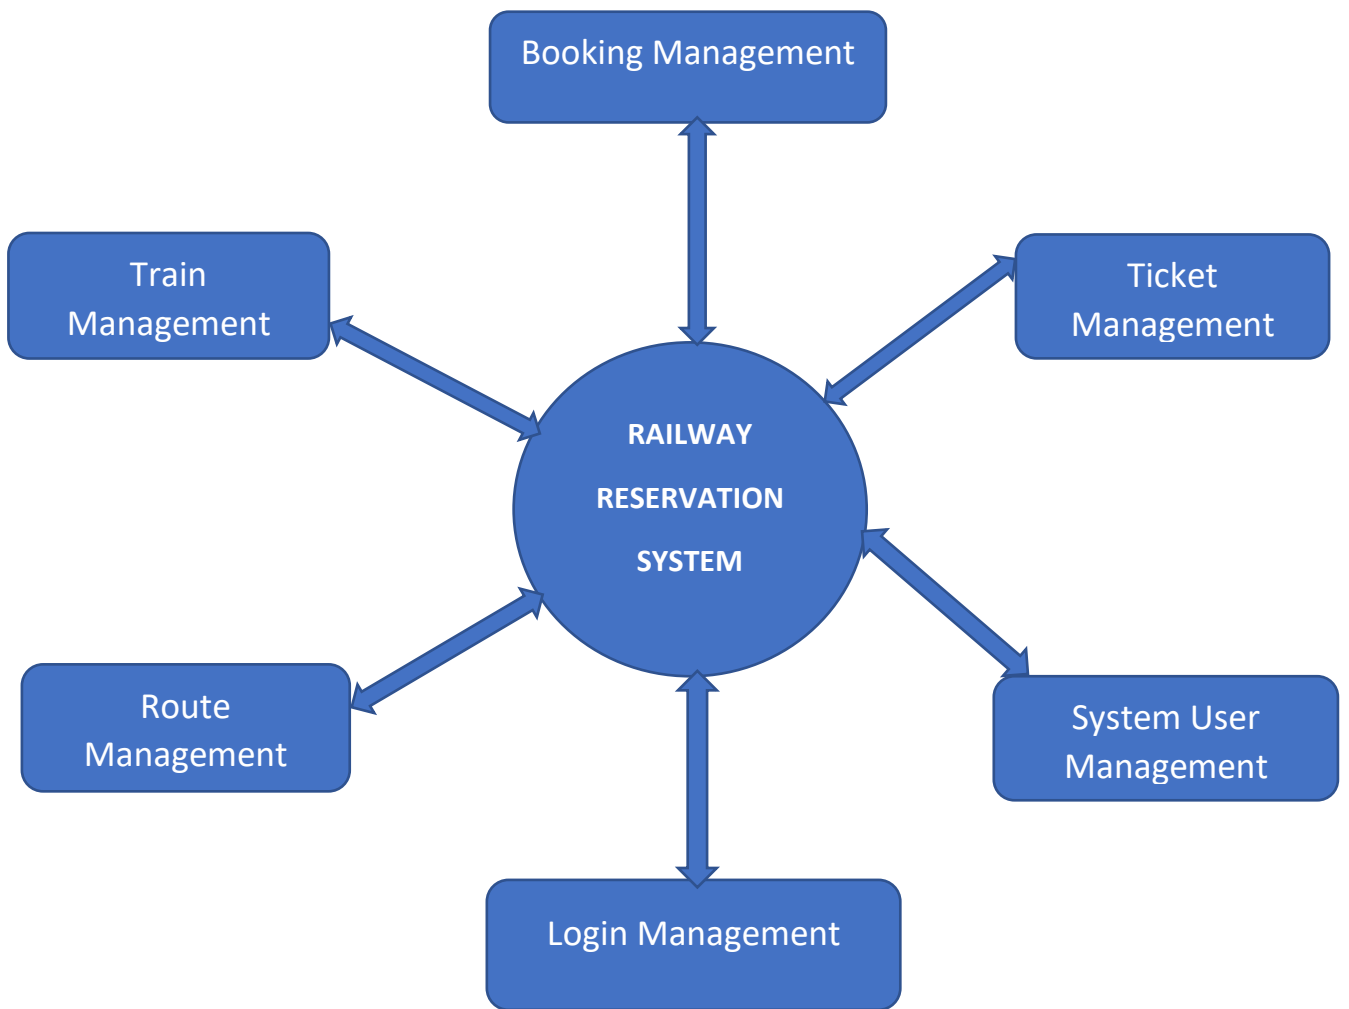 Booking Management
Train
Management
Ticket
Management
RAILWAY
RESERVATION
SYSTEM
Route
Management
System User
Management
Login Management